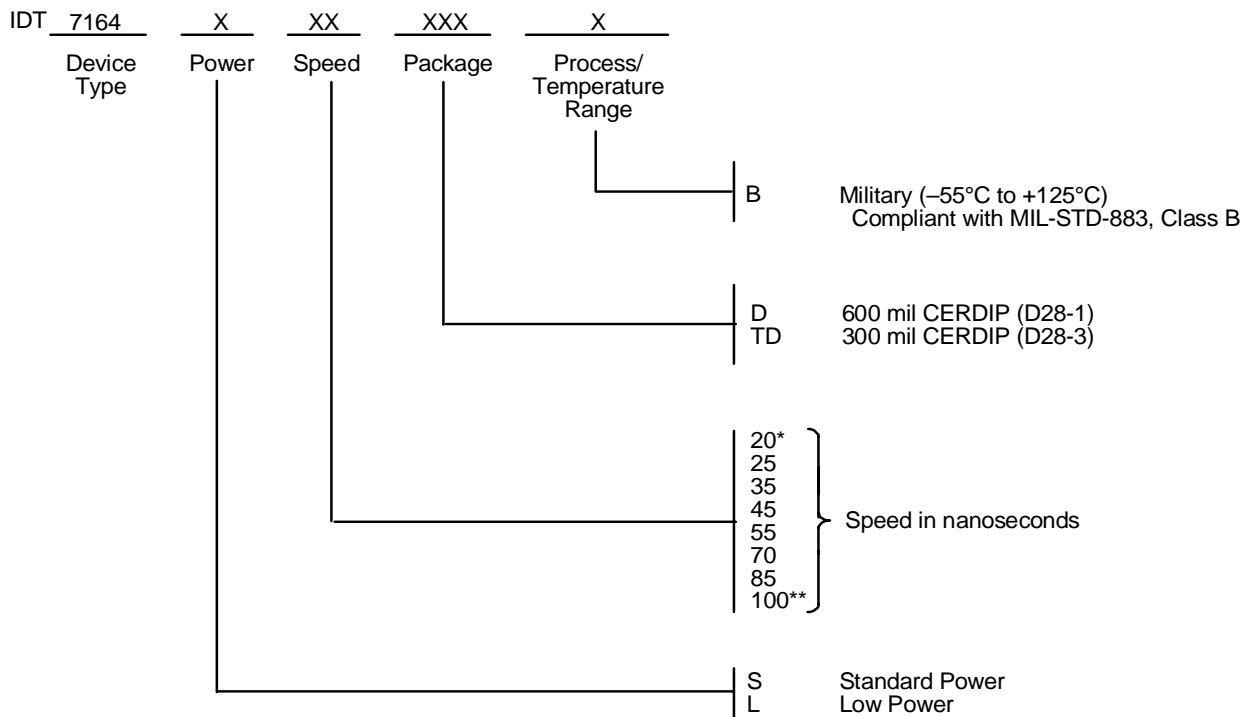 IDT 7164 X XX XXX X
Device Type Power Speed Package Process/ Temperature Range
B Military (–55°C to +125°C)
Compliant with MIL-STD-883, Class B
D 600 mil CERDIP (D28-1)
TD 300 mil CERDIP (D28-3)
20*
25
35
45
55
70
85
100**
Speed in nanoseconds
S Standard Power
L Low Power